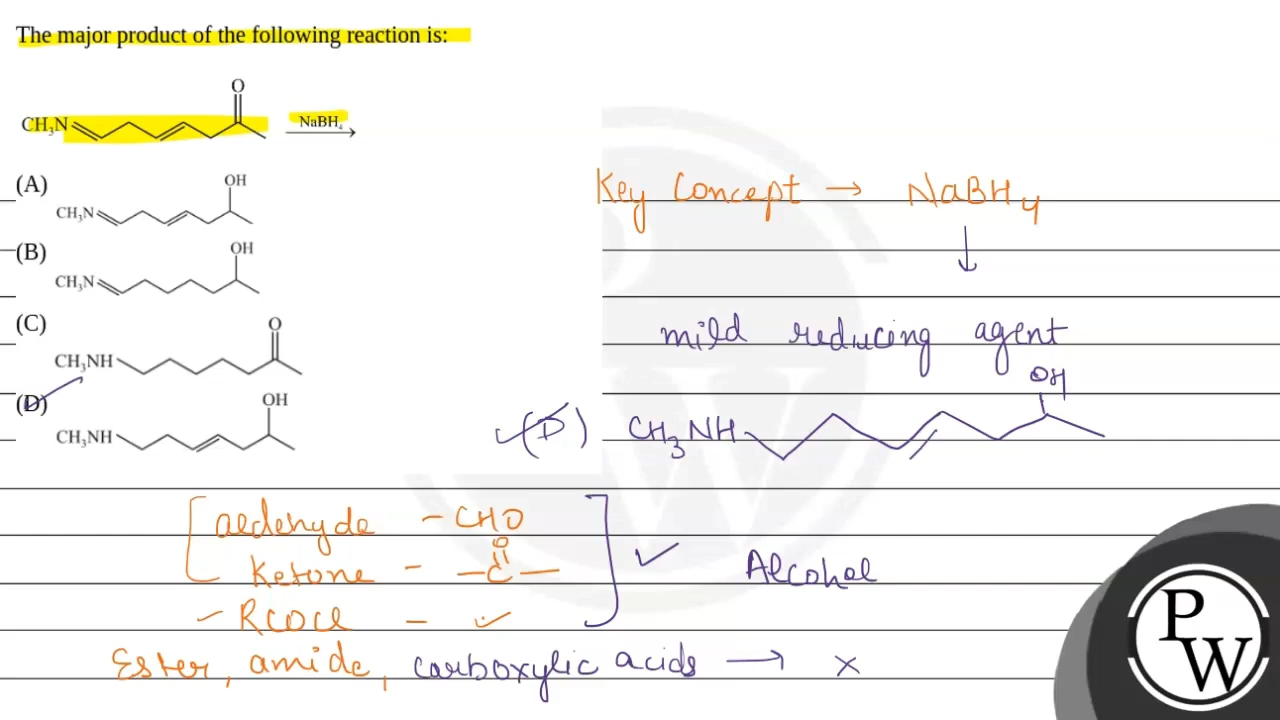 The major product of the following reaction is:
O
CH₃N
NaBH₄
(A)
OH
CH₃N
(B)
OH
CH₃N
(C)
O
CH₃NH
(D)
OH
CH₃NH
Key Concept → NaBH₄
↓
mild reducing agent
(D) CH₃NH OH
aldehyde - CHO
Ketone - -C- O
- RCOCl - ✓
✓ Alcohol
Ester, amide, carboxylic acids → ×
P
W